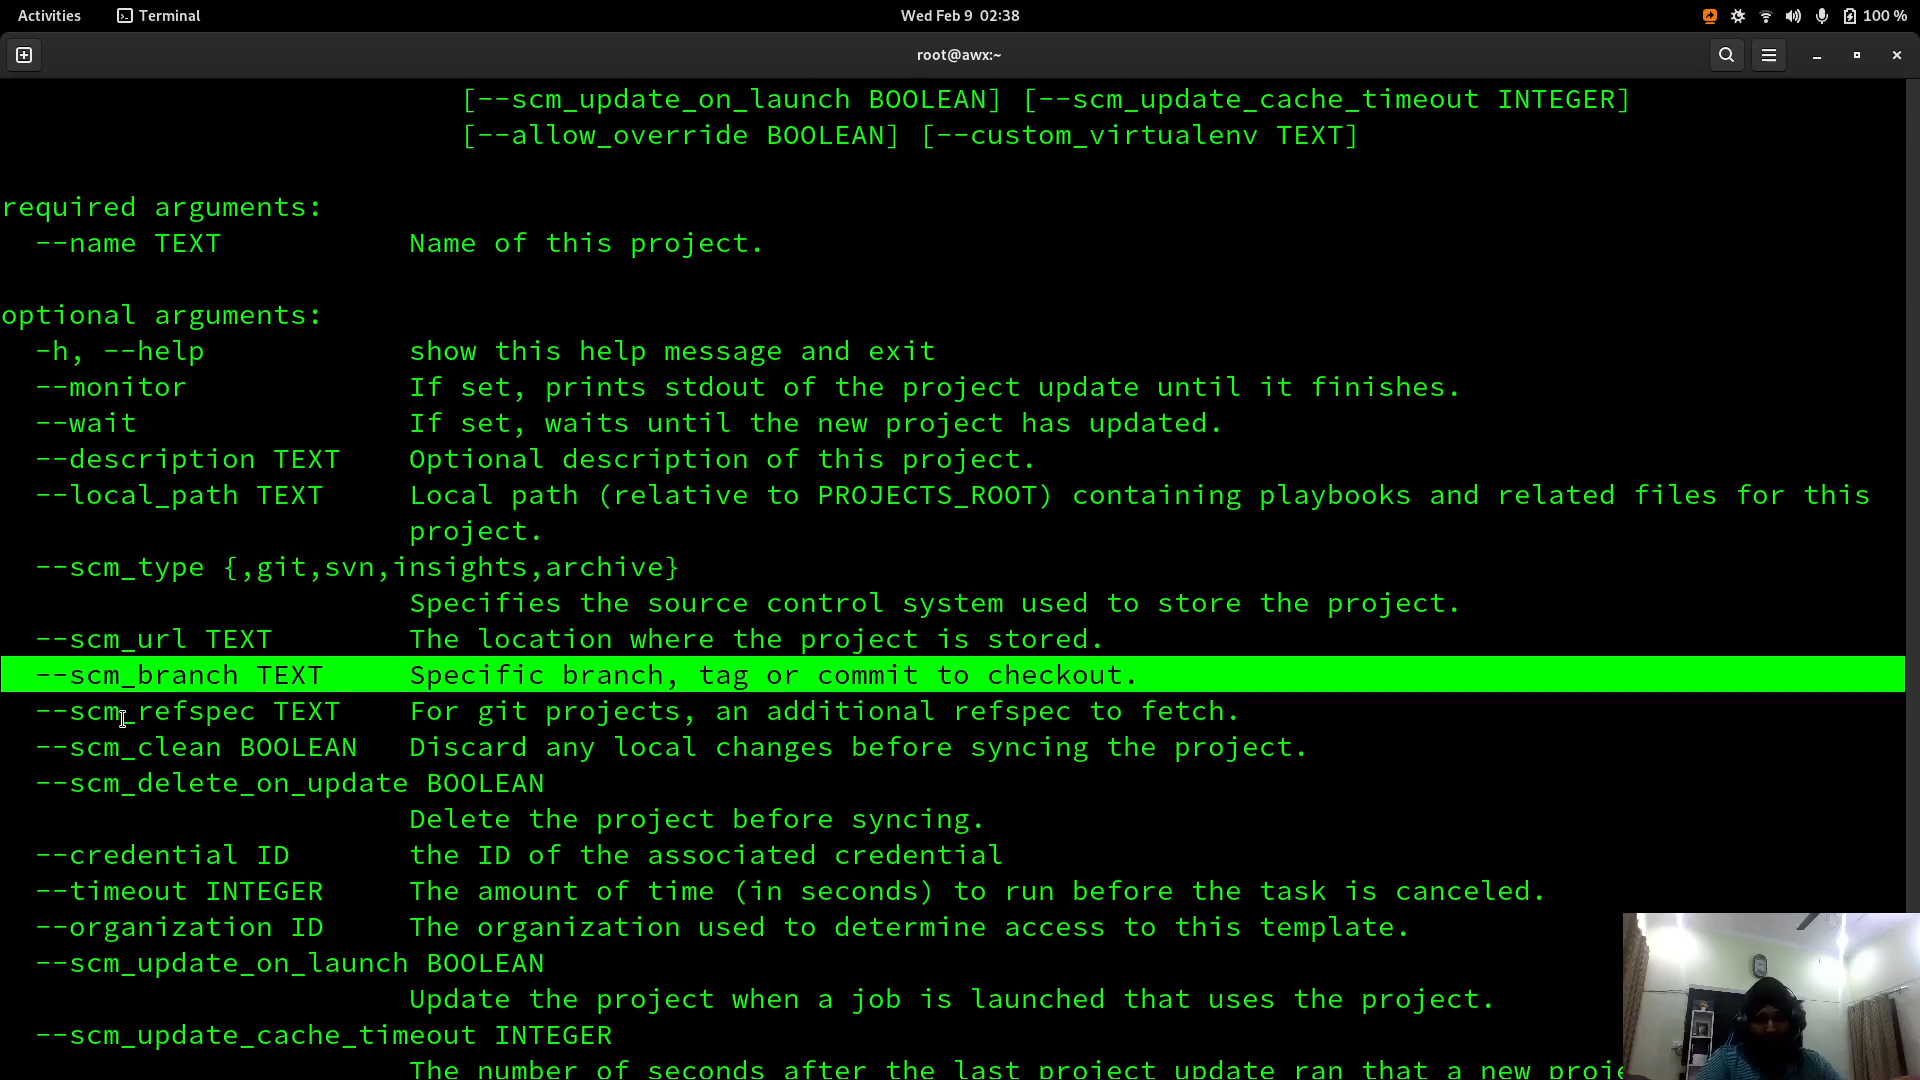 Activities
Terminal
Wed Feb 9 02:38
100 %
root@awx:~
[--scm_update_on_launch BOOLEAN] [--scm_update_cache_timeout INTEGER]
[--allow_override BOOLEAN] [--custom_virtualenv TEXT]
required arguments:
--name TEXT Name of this project.
optional arguments:
-h, --help show this help message and exit
--monitor If set, prints stdout of the project update until it finishes.
--wait If set, waits until the new project has updated.
--description TEXT Optional description of this project.
--local_path TEXT Local path (relative to PROJECTS_ROOT) containing playbooks and related files for this
project.
--scm_type {,git,svn,insights,archive}
Specifies the source control system used to store the project.
--scm_url TEXT The location where the project is stored.
--scm_branch TEXT Specific branch, tag or commit to checkout.
--scm_refspec TEXT For git projects, an additional refspec to fetch.
--scm_clean BOOLEAN Discard any local changes before syncing the project.
--scm_delete_on_update BOOLEAN
Delete the project before syncing.
--credential ID the ID of the associated credential
--timeout INTEGER The amount of time (in seconds) to run before the task is canceled.
--organization ID The organization used to determine access to this template.
--scm_update_on_launch BOOLEAN
Update the project when a job is launched that uses the project.
--scm_update_cache_timeout INTEGER
The number of seconds after the last project update ran that a new proje